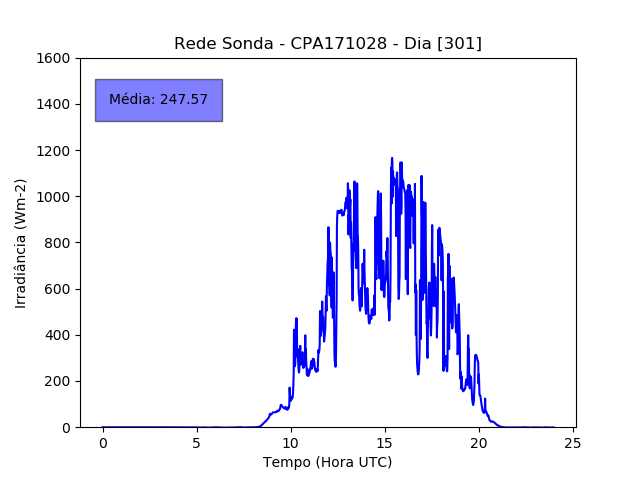 Rede Sonda - CPA171028 - Dia [301]
Média: 247.57
Irradiância (Wm-2)
1600
1400
1200
1000
800
600
400
200
0
0 5 10 15 20 25
Tempo (Hora UTC)